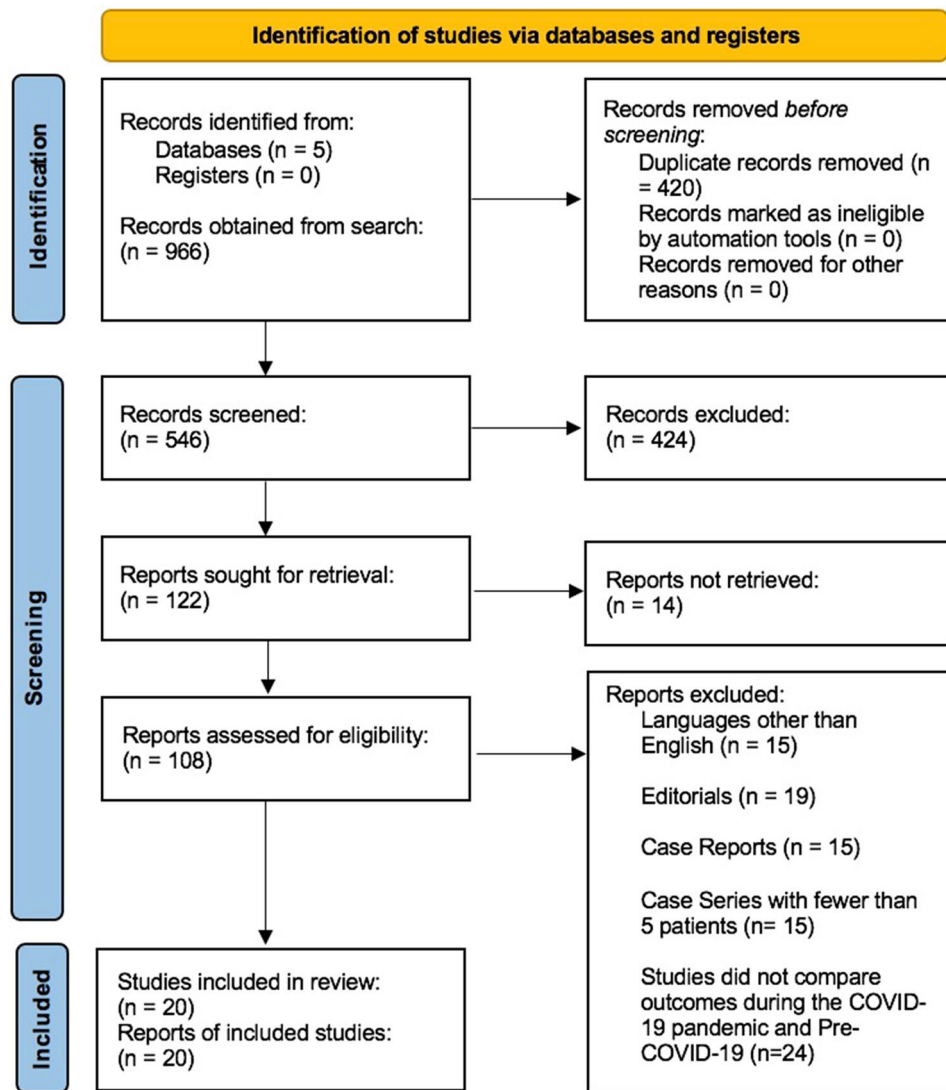 Identification of studies via databases and registers
Identification
Records identified from:
Databases (n = 5)
Registers (n = 0)
Records obtained from search:
(n = 966)
Records removed before
screening:
Duplicate records removed (n
= 420)
Records marked as ineligible
by automation tools (n = 0)
Records removed for other
reasons (n = 0)
Screening
Records screened:
(n = 546)
Records excluded:
(n = 424)
Reports sought for retrieval:
(n = 122)
Reports not retrieved:
(n = 14)
Reports assessed for eligibility:
(n = 108)
Reports excluded:
Languages other than
English (n = 15)
Editorials (n = 19)
Case Reports (n = 15)
Case Series with fewer than
5 patients (n= 15)
Studies did not compare
outcomes during the COVID-
19 pandemic and Pre-
COVID-19 (n=24)
Included
Studies included in review:
(n = 20)
Reports of included studies:
(n = 20)